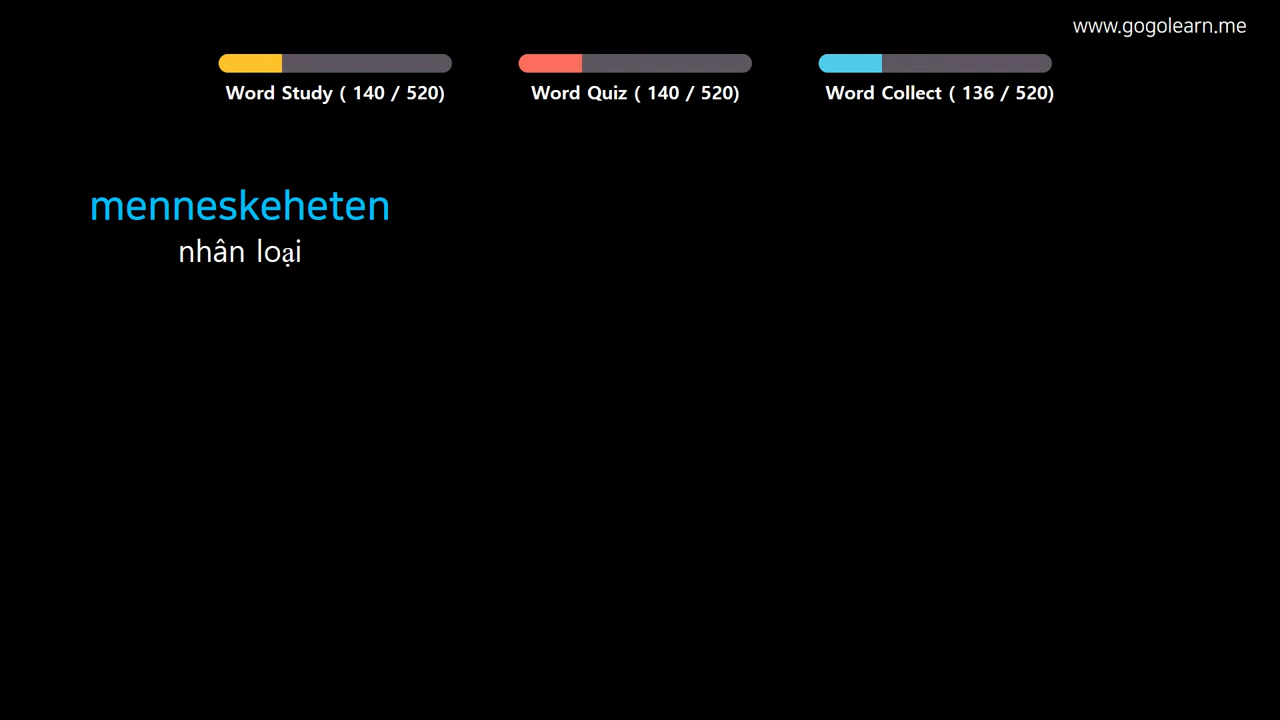 www.gogolearn.me
Word Study ( 140 / 520)
Word Quiz ( 140 / 520)
Word Collect ( 136 / 520)
menneskeheten
nhân loại